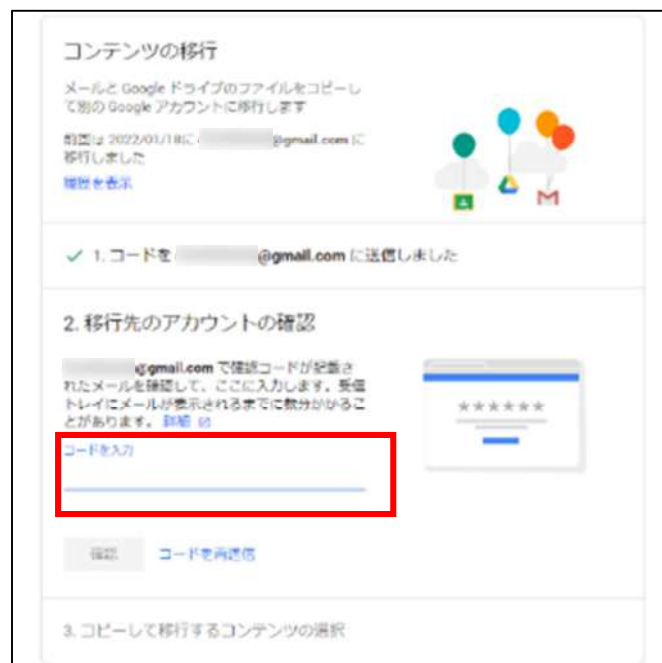 コンテンツの移行
メールと Google ドライブのファイルをコピーし
て別の Google アカウントに移行します
前回は 2022/01/18に @gmail.com に
移行しました
履歴を表示
1. コードを @gmail.com に送信しました
2. 移行先のアカウントの確認
@gmail.com で確認コードが記載さ
れたメールを確認して、ここに入力します。受信
トレイにメールが表示されるまでに数分かかるこ
とがあります。 詳細
コードを入力
******
確認 コードを再送信
3. コピーして移行するコンテンツの選択